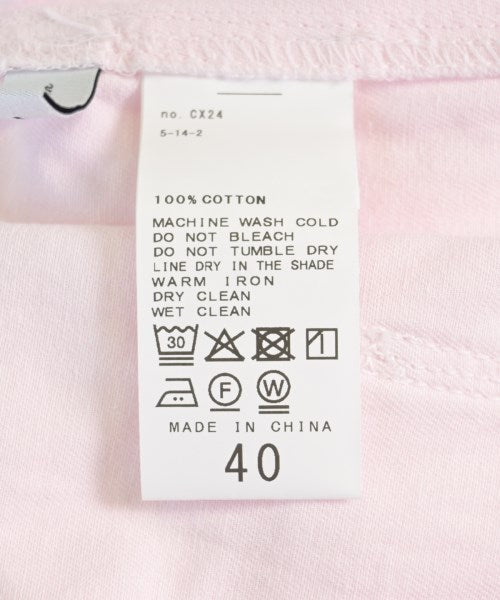 no. CX24
5-14-2
100% COTTON
MACHINE WASH COLD
DO NOT BLEACH
DO NOT TUMBLE DRY
LINE DRY IN THE SHADE
WARM IRON
DRY CLEAN
WET CLEAN
30
F W
MADE IN CHINA
40